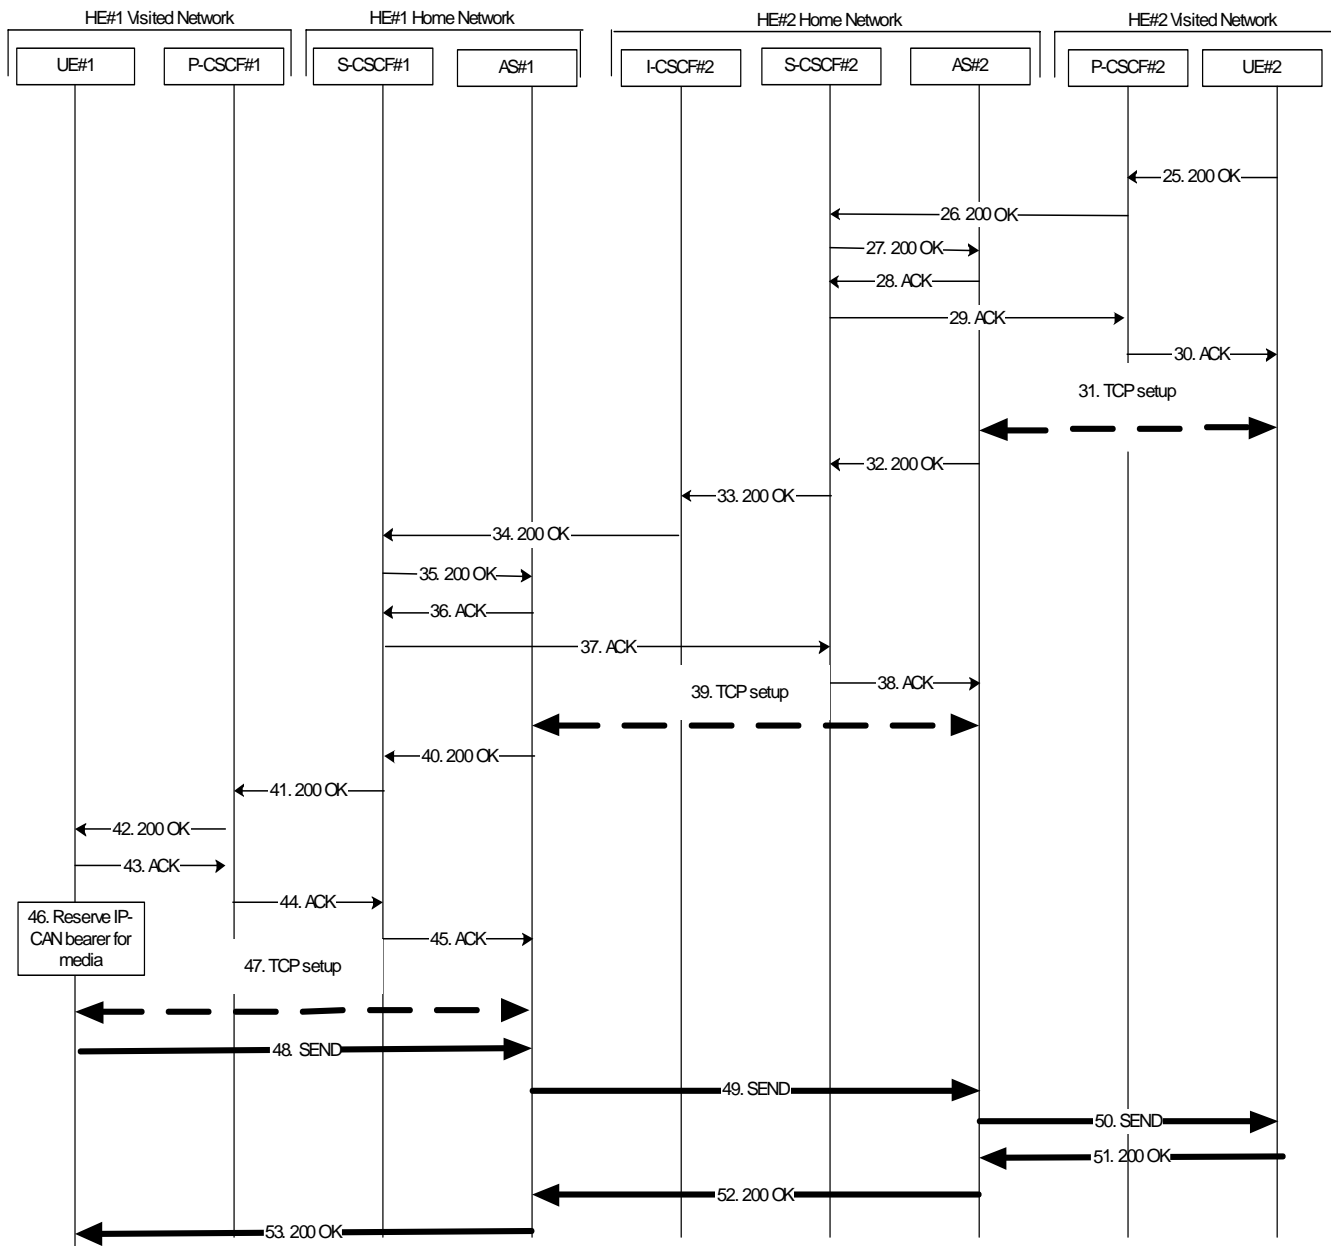 HE#1 Visited Network
HE#1 Home Network
HE#2 Home Network
HE#2 Visited Network
UE#1
P-CSCF#1
S-CSCF#1
AS#1
I-CSCF#2
S-CSCF#2
AS#2
P-CSCF#2
UE#2
25. 200 OK
26. 200 OK
27. 200 OK
28. ACK
29. ACK
30. ACK
31. TCP setup
32. 200 OK
33. 200 OK
34. 200 OK
35. 200 OK
36. ACK
37. ACK
38. ACK
39. TCP setup
40. 200 OK
41. 200 OK
42. 200 OK
43. ACK
44. ACK
45. ACK
46. Reserve IP-
CAN bearer for
media
47. TCP setup
48. SEND
49. SEND
50. SEND
51. 200 OK
52. 200 OK
53. 200 OK